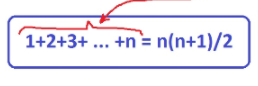 1+2+3+ ... +n = n(n+1)/2